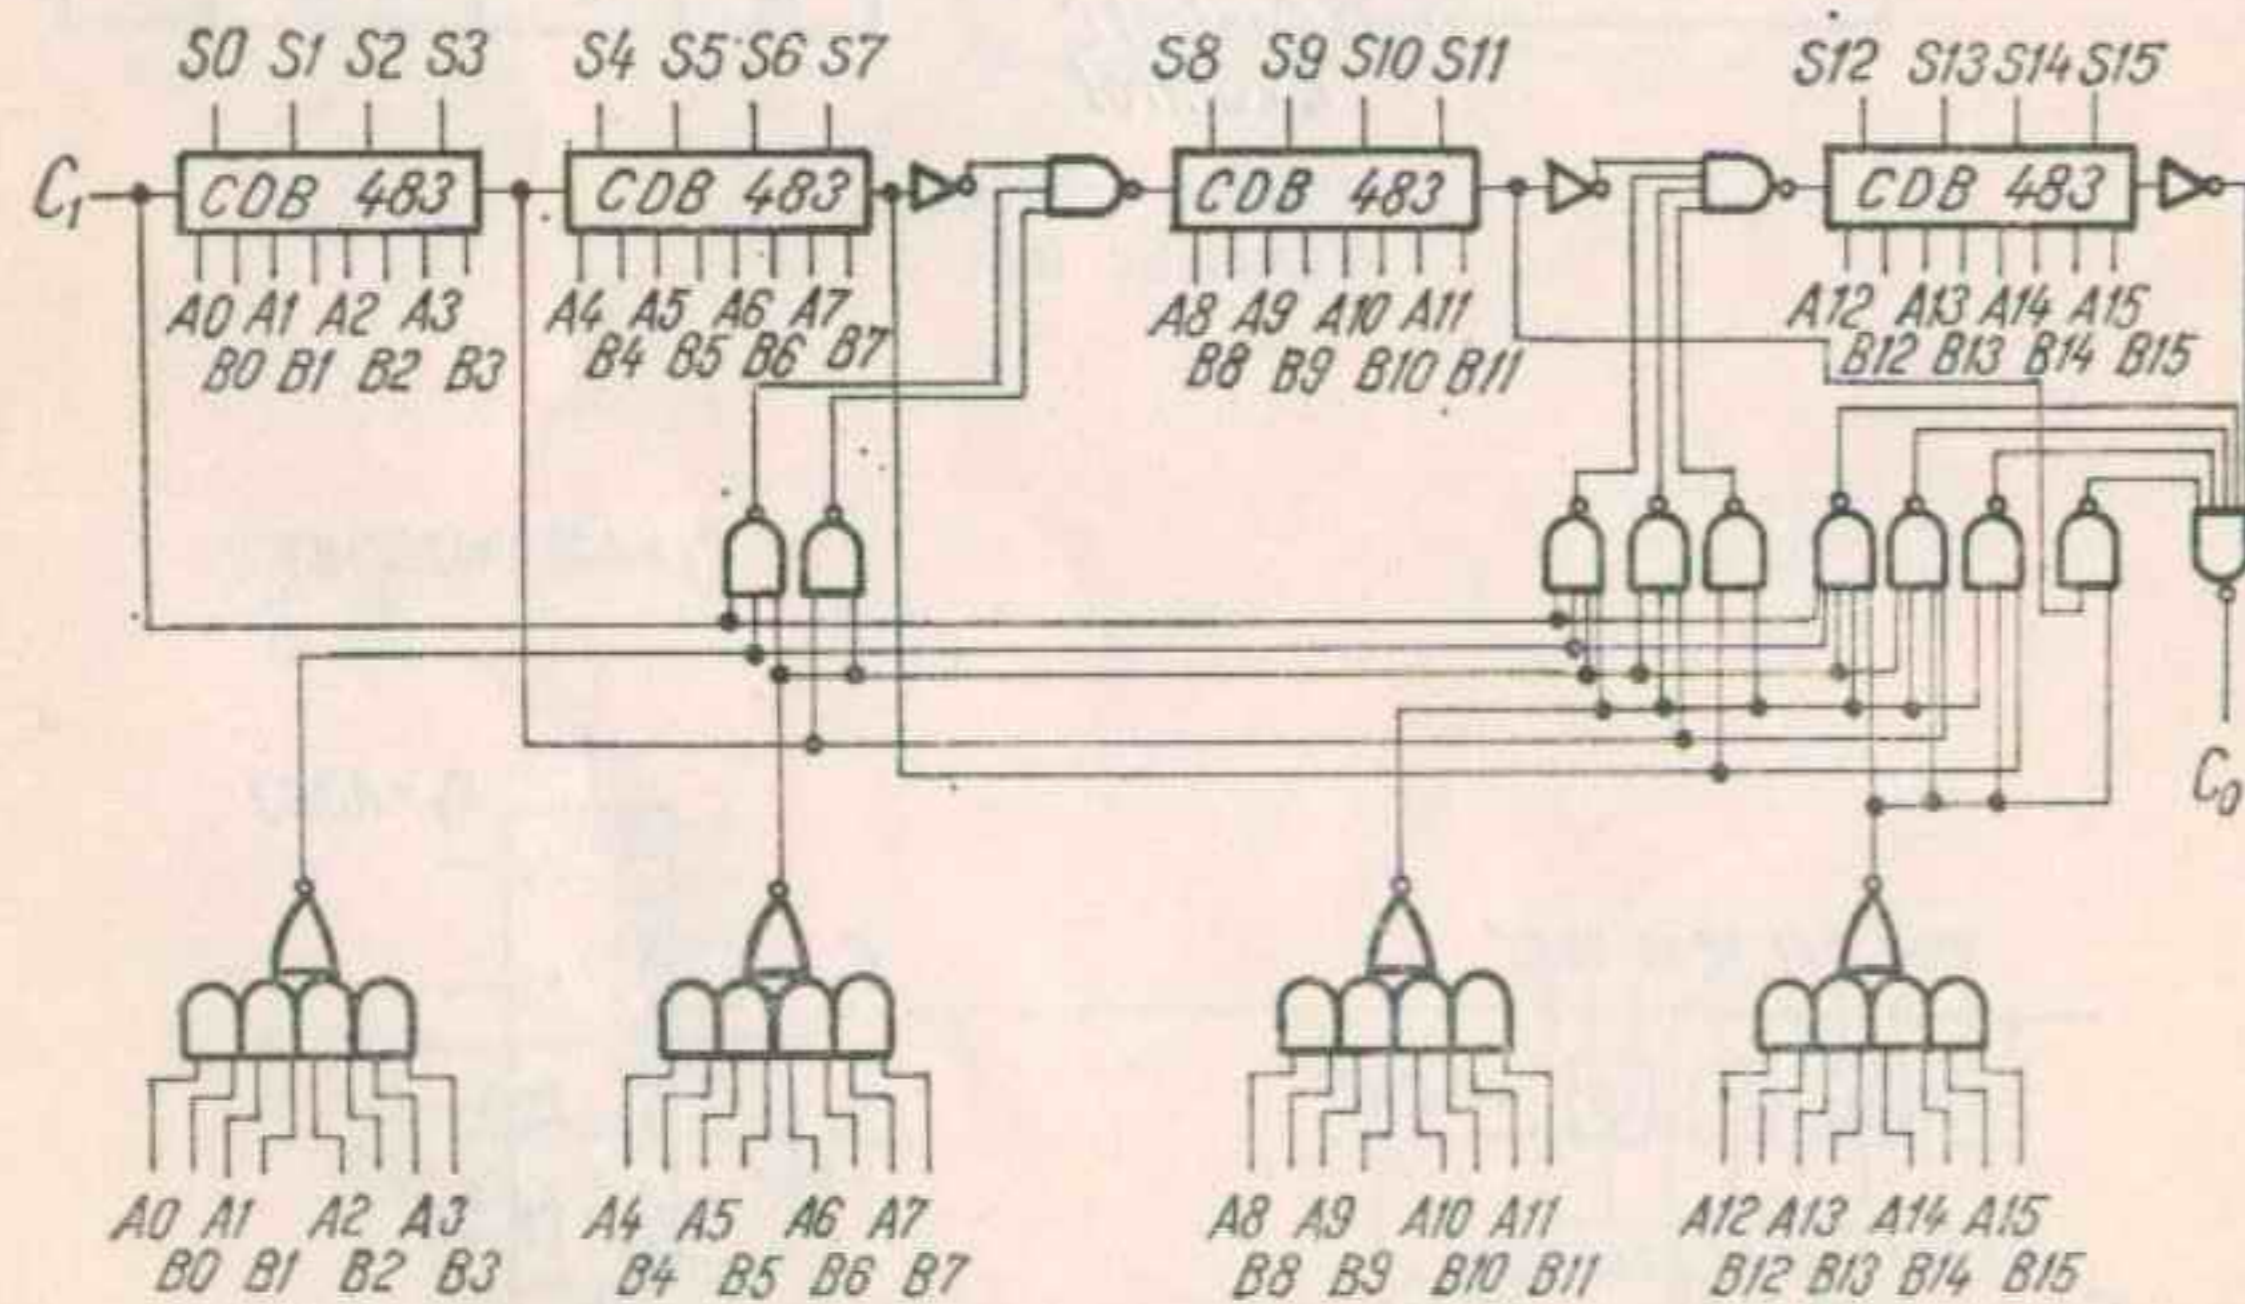 S0 S1 S2 S3 S4 S5 S6 S7 S8 S9 S10 S11 S12 S13 S14 S15
C1 CDB 483 CDB 483 CDB 483 CDB 483
A0 A1 A2 A3 A4 A5 A6 A7 A8 A9 A10 A11 A12 A13 A14 A15
B0 B1 B2 B3 B4 B5 B6 B7 B8 B9 B10 B11 B12 B13 B14 B15
C0
A0 A1 A2 A3 A4 A5 A6 A7 A8 A9 A10 A11 A12 A13 A14 A15
B0 B1 B2 B3 B4 B5 B6 B7 B8 B9 B10 B11 B12 B13 B14 B15